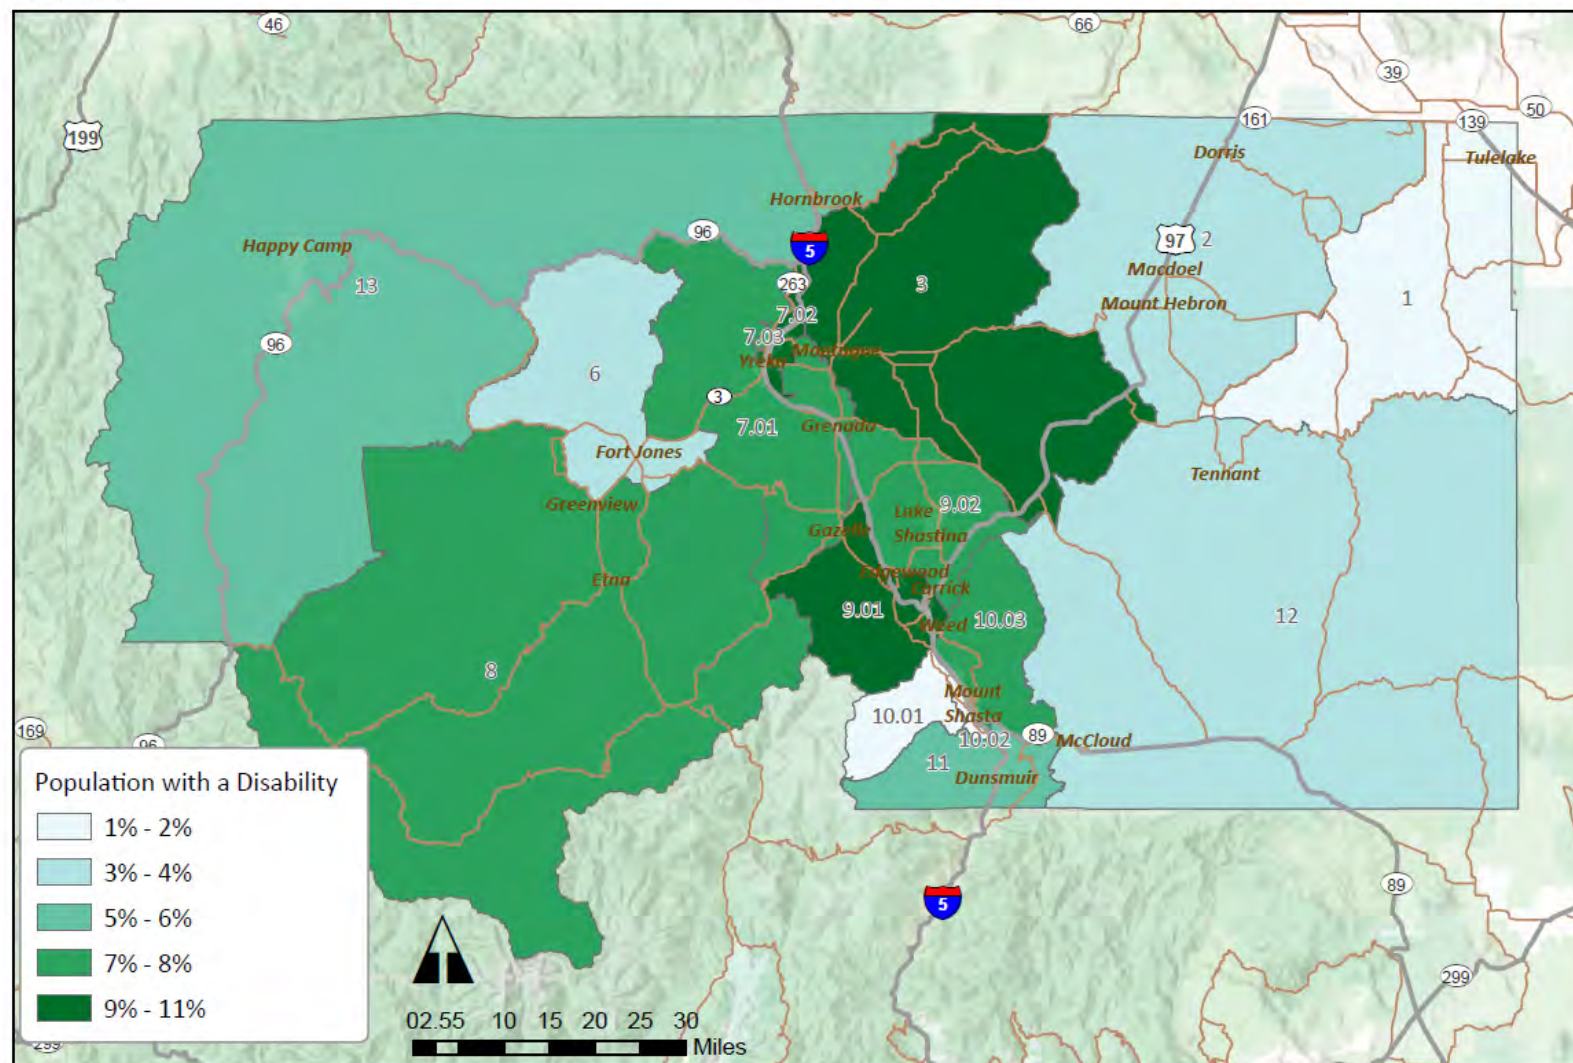 46
66
39
50
199
161
139
Dorris
Tulelake
Hornbrook
96
Happy Camp
5
97
2
Macdoel
13
263
3
Mount Hebron
1
7.02
7.03
96
Yreka
Montague
6
3
7.01
Grenada
Fort Jones
Tennant
Greenview
Lake
Shastina
9.02
Gazelle
Etna
Edgewood
Carrick
9.01
Weed
10.03
12
8
Mount
Shasta
10.01
169
96
10.02
89
McCloud
11
Dunsmuir
Population with a Disability
1% - 2%
3% - 4%
5% - 6%
7% - 8%
9% - 11%
89
5
299
02.55 10 15 20 25 30
Miles
299